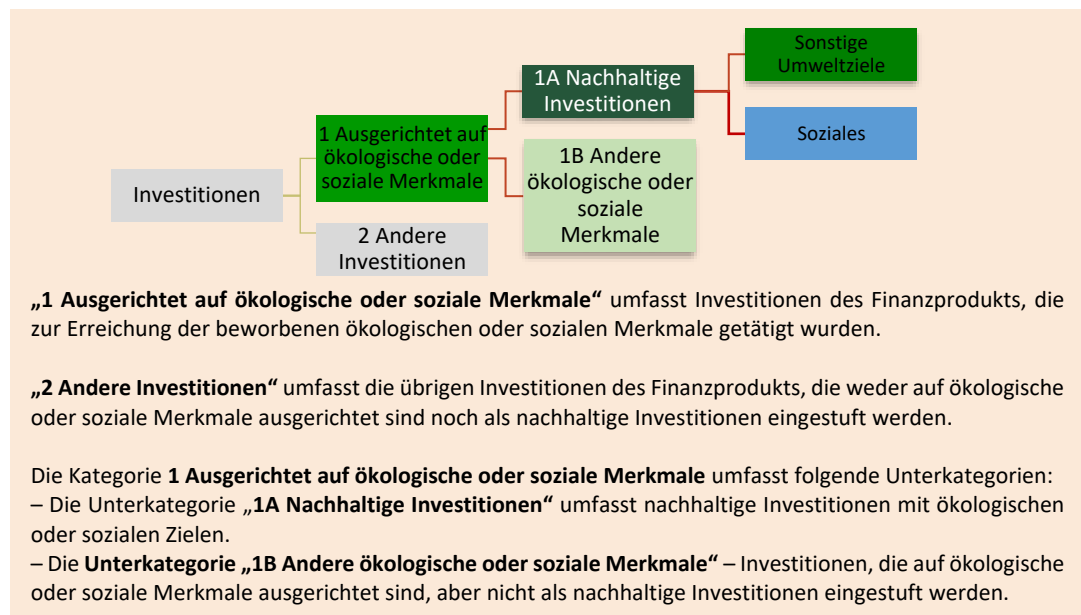 Investitionen
1 Ausgerichtet auf
ökologische oder
soziale Merkmale
2 Andere
Investitionen
1A Nachhaltige
Investitionen
1B Andere
ökologische oder
soziale
Merkmale
Sonstige
Umweltziele
Soziales
„1 Ausgerichtet auf ökologische oder soziale Merkmale“ umfasst Investitionen des Finanzprodukts, die
zur Erreichung der beworbenen ökologischen oder sozialen Merkmale getätigt wurden.
„2 Andere Investitionen“ umfasst die übrigen Investitionen des Finanzprodukts, die weder auf ökologische
oder soziale Merkmale ausgerichtet sind noch als nachhaltige Investitionen eingestuft werden.
Die Kategorie 1 Ausgerichtet auf ökologische oder soziale Merkmale umfasst folgende Unterkategorien:
– Die Unterkategorie „1A Nachhaltige Investitionen“ umfasst nachhaltige Investitionen mit ökologischen
oder sozialen Zielen.
– Die Unterkategorie „1B Andere ökologische oder soziale Merkmale“ – Investitionen, die auf ökologische
oder soziale Merkmale ausgerichtet sind, aber nicht als nachhaltige Investitionen eingestuft werden.